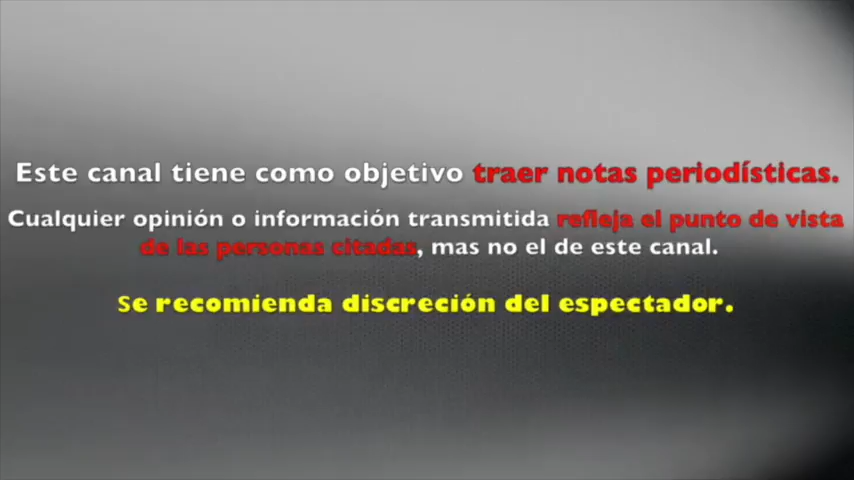 Este canal tiene como objetivo traer notas periodísticas.
Cualquier opinión o información transmitida refleja el punto de vista
de las personas citadas, mas no el de este canal.
Se recomienda discreción del espectador.